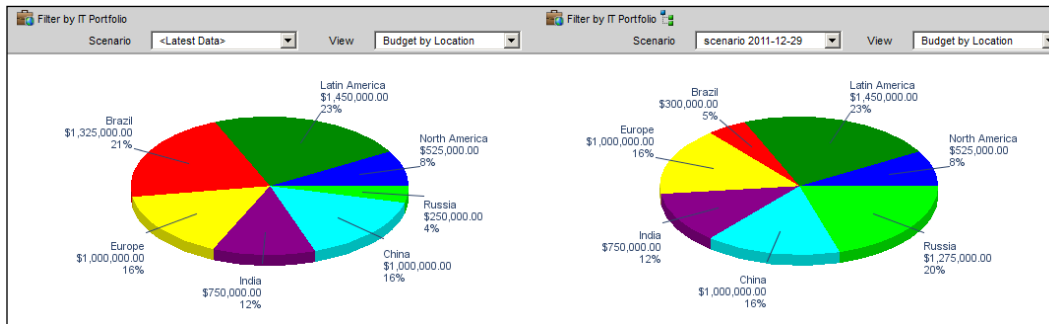 Filter by IT Portfolio
Scenario <Latest Data> View Budget by Location
Latin America
$1,450,000.00
23%
Brazil
$1,325,000.00
21%
North America
$525,000.00
8%
Russia
$250,000.00
4%
Europe
$1,000,000.00
16%
China
$1,000,000.00
16%
India
$750,000.00
12%
Filter by IT Portfolio
Scenario scenario 2011-12-29 View Budget by Location
Latin America
$1,450,000.00
23%
Brazil
$300,000.00
5%
Europe
$1,000,000.00
16%
North America
$525,000.00
8%
India
$750,000.00
12%
Russia
$1,275,000.00
20%
China
$1,000,000.00
16%